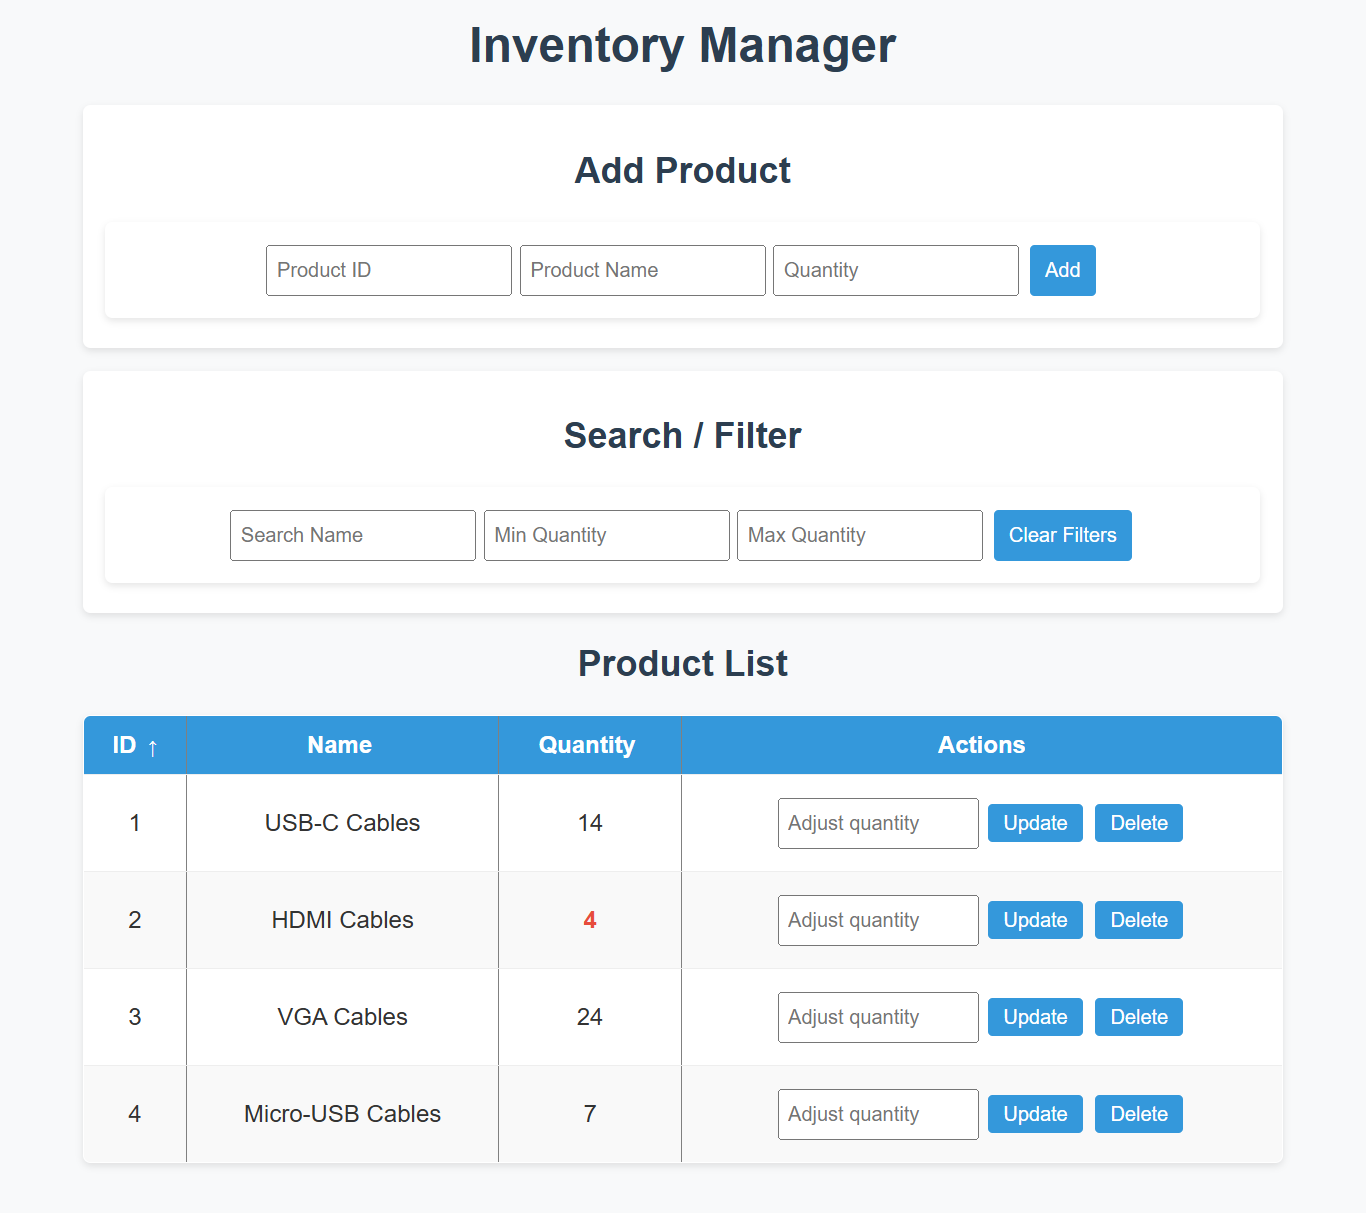 Inventory Manager
Add Product
Product ID Product Name Quantity Add
Search / Filter
Search Name Min Quantity Max Quantity Clear Filters
Product List
ID ↑ Name Quantity Actions
1 USB-C Cables 14 Adjust quantity Update Delete
2 HDMI Cables 4 Adjust quantity Update Delete
3 VGA Cables 24 Adjust quantity Update Delete
4 Micro-USB Cables 7 Adjust quantity Update Delete